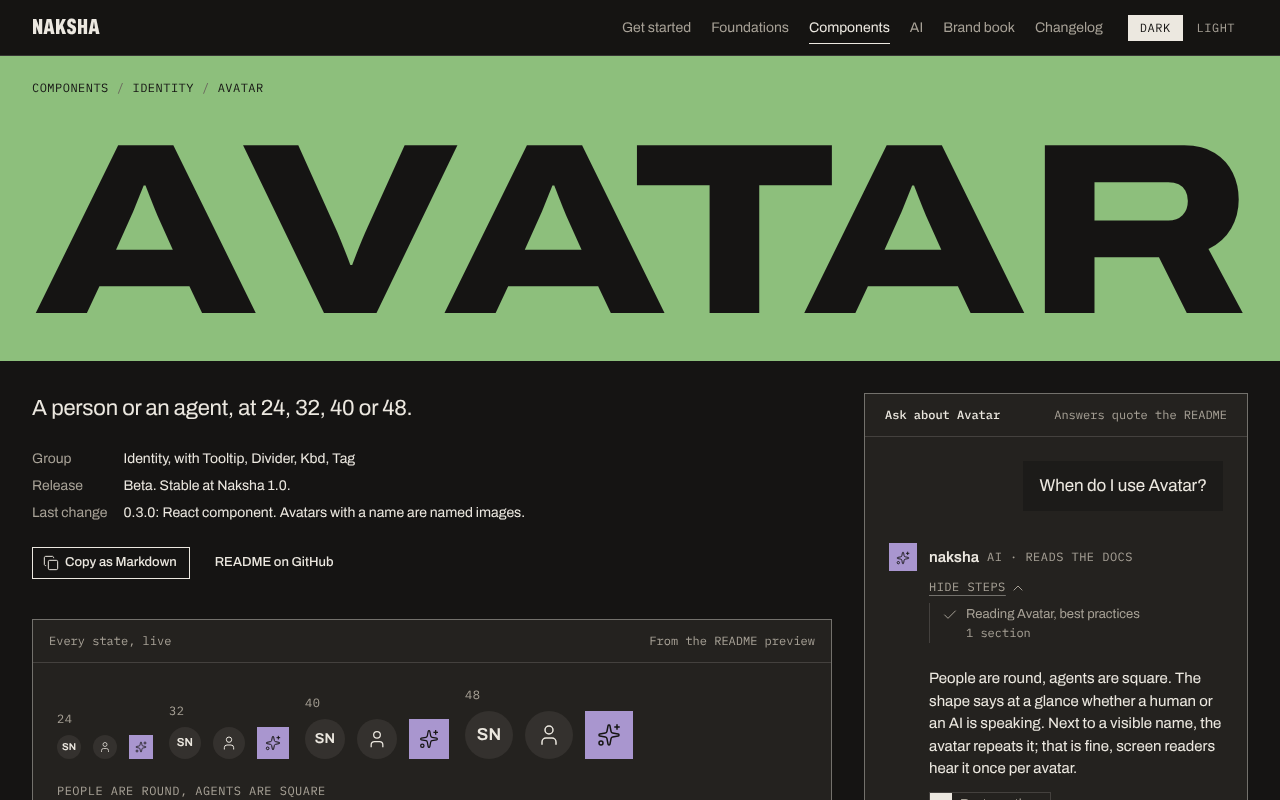 NAKSHA
Get started Foundations Components AI Brand book Changelog DARK LIGHT
COMPONENTS / IDENTITY / AVATAR
AVATAR
A person or an agent, at 24, 32, 40 or 48.
Group Identity, with Tooltip, Divider, Kbd, Tag
Release Beta. Stable at Naksha 1.0.
Last change 0.3.0: React component. Avatars with a name are named images.
Copy as Markdown README on GitHub
Every state, live From the README preview
24 32 40 48
SN SN SN SN
PEOPLE ARE ROUND, AGENTS ARE SQUARE
Ask about Avatar Answers quote the README
When do I use Avatar?
naksha AI · READS THE DOCS
HIDE STEPS
Reading Avatar, best practices
1 section
People are round, agents are square. The
shape says at a glance whether a human or
an AI is speaking. Next to a visible name, the
avatar repeats it; that is fine, screen readers
hear it once per avatar.